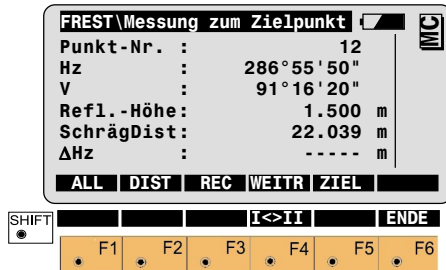 FREST\Messung zum Zielpunkt MC
Punkt-Nr. : 12
Hz : 286°55'50"
V : 91°16'20"
Refl.-Höhe: 1.500 m
SchrägDist: 22.039 m
ΔHz : ----- m
ALL DIST REC WEITR ZIEL
SHIFT I<>II ENDE
F1 F2 F3 F4 F5 F6